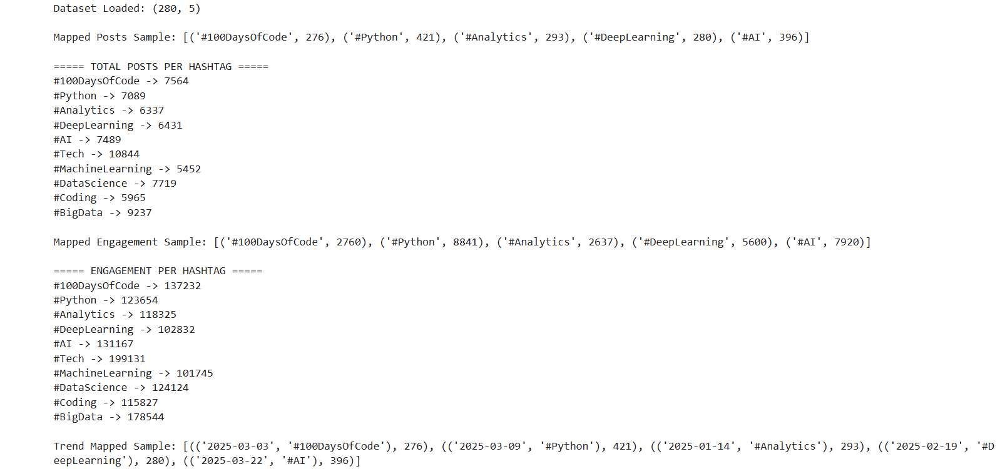 Dataset Loaded: (280, 5)
Mapped Posts Sample: [('#100DaysOfCode', 276), ('#Python', 421), ('#Analytics', 293), ('#DeepLearning', 280), ('#AI', 396)]
===== TOTAL POSTS PER HASHTAG =====
#100DaysOfCode -> 7564
#Python -> 7089
#Analytics -> 6337
#DeepLearning -> 6431
#AI -> 7489
#Tech -> 10844
#MachineLearning -> 5452
#DataScience -> 7719
#Coding -> 5965
#BigData -> 9237
Mapped Engagement Sample: [('#100DaysOfCode', 2760), ('#Python', 8841), ('#Analytics', 2637), ('#DeepLearning', 5600), ('#AI', 7920)]
===== ENGAGEMENT PER HASHTAG =====
#100DaysOfCode -> 137232
#Python -> 123654
#Analytics -> 118325
#DeepLearning -> 102832
#AI -> 131167
#Tech -> 199131
#MachineLearning -> 101745
#DataScience -> 124124
#Coding -> 115827
#BigData -> 178544
Trend Mapped Sample: [(('2025-03-03', '#100DaysOfCode'), 276), (('2025-03-09', '#Python'), 421), (('2025-01-14', '#Analytics'), 293), (('2025-02-19', '#D
eepLearning'), 280), (('2025-03-22', '#AI'), 396)]